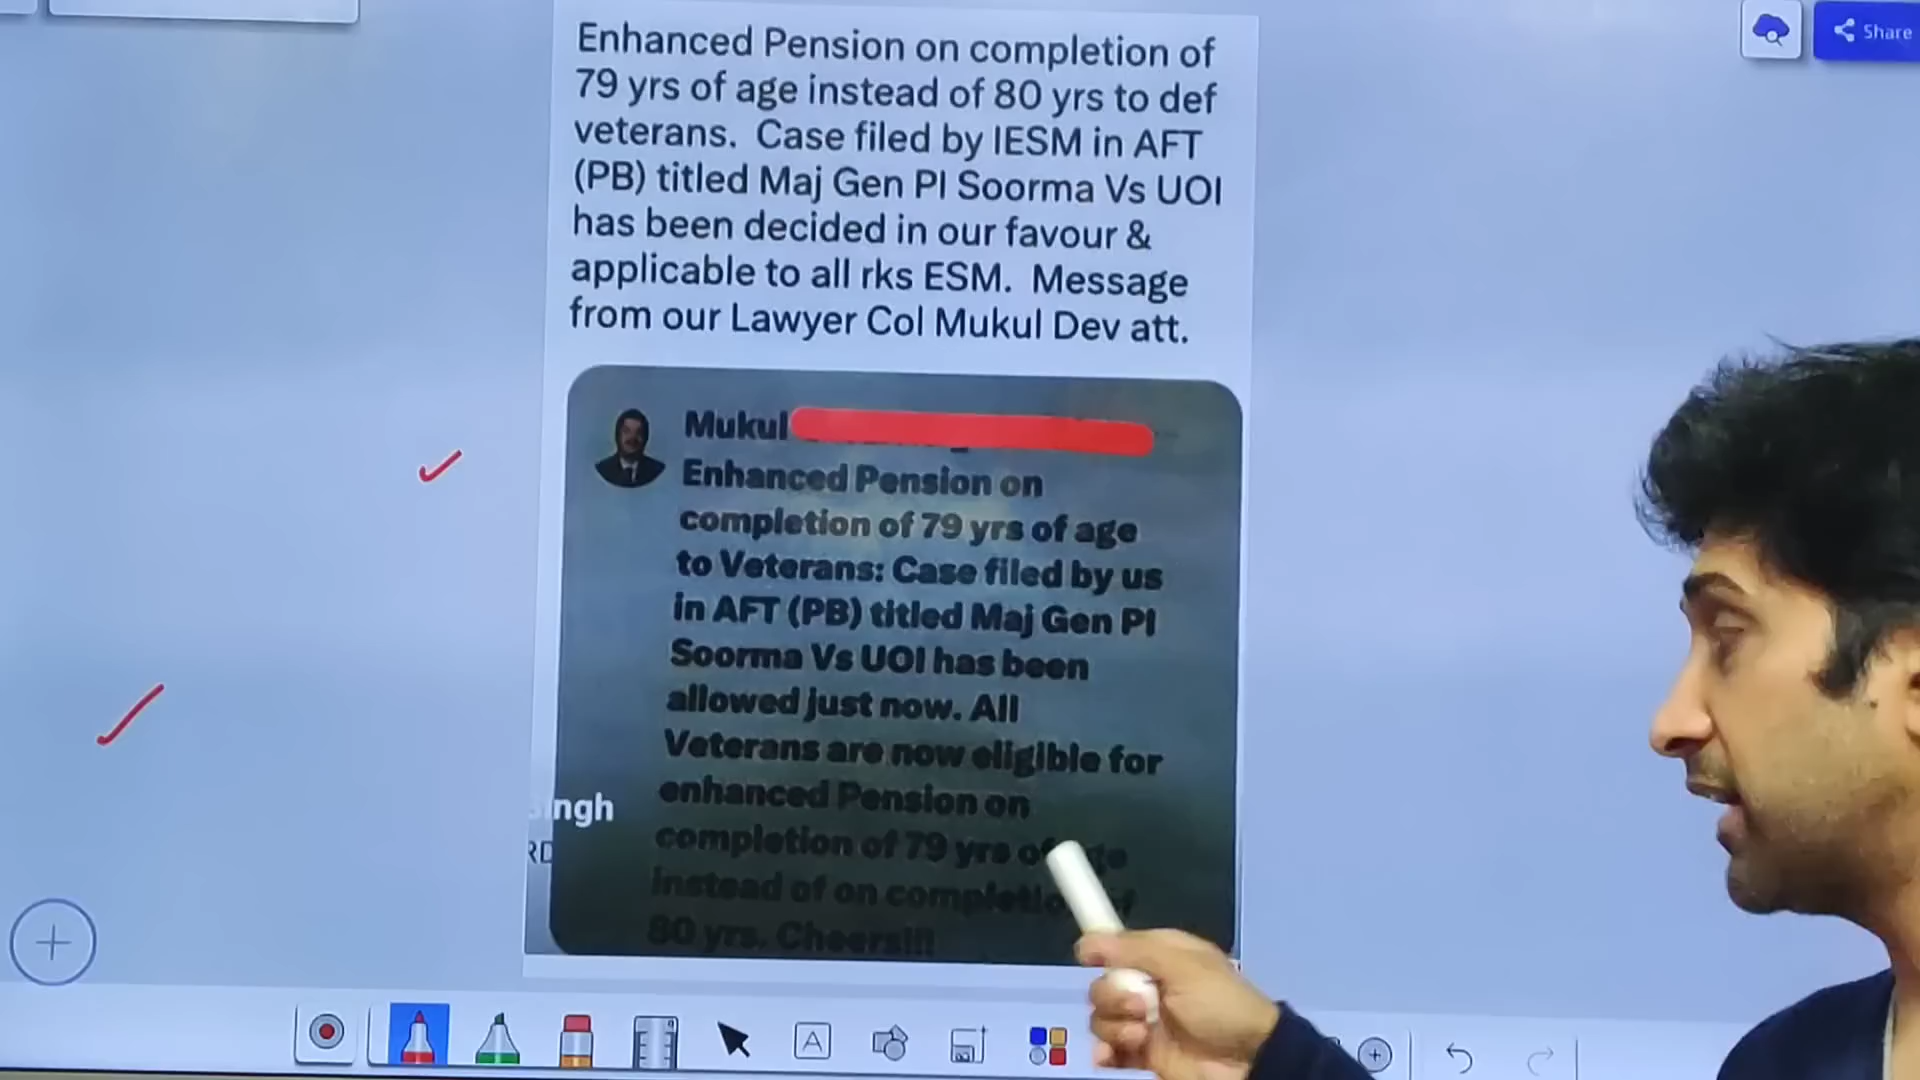 Share
Enhanced Pension on completion of
79 yrs of age instead of 80 yrs to def
veterans. Case filed by IESM in AFT
(PB) titled Maj Gen PI Soorma Vs UOI
has been decided in our favour &
applicable to all rks ESM. Message
from our Lawyer Col Mukul Dev att.
Mukul
Enhanced Pension on
completion of 79 yrs of age
to Veterans: Case filed by us
in AFT (PB) titled Maj Gen PI
Soorma Vs UOI has been
allowed just now. All
Veterans are now eligible for
enhanced Pension on
completion of 79 yrs of age
instead of on completion of
80 yrs. Cheers!!!
A